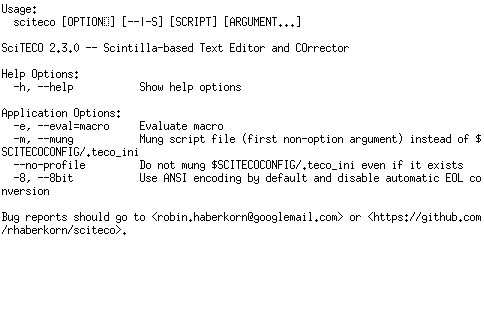 Usage:
  sciteco [OPTION░] [--|-S] [SCRIPT] [ARGUMENT...]

SciTECO 2.3.0 -- Scintilla-based Text Editor and COrrector

Help Options:
  -h, --help           Show help options

Application Options:
  -e, --eval=macro     Evaluate macro
  -m, --mung           Mung script file (first non-option argument) instead of $
SCITECOCONFIG/.teco_ini
  --no-profile         Do not mung $SCITECOCONFIG/.teco_ini even if it exists
  -8, --8bit           Use ANSI encoding by default and disable automatic EOL co
nversion

Bug reports should go to <robin.haberkorn@googlemail.com> or <https://github.com
/rhaberkorn/sciteco>.